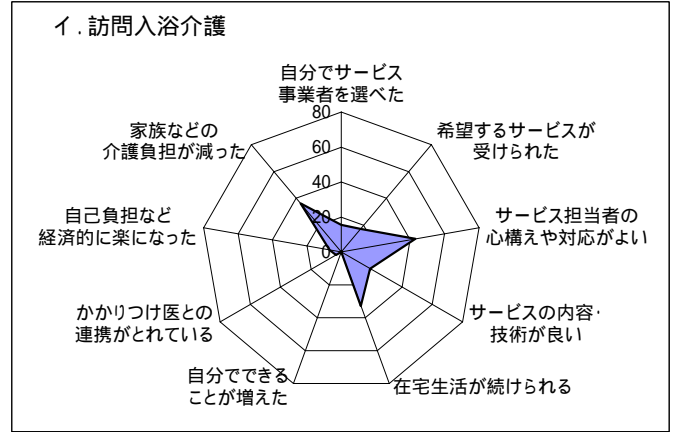 イ．訪問入浴介護
自分でサービス
事業者を選べた
希望するサービスが
受けられた
サービス担当者の
心構えや対応がよい
サービスの内容・
技術が良い
在宅生活が続けられる
自分でできる
ことが増えた
かかりつけ医との
連携がとれている
自己負担など
経済的に楽になった
家族などの
介護負担が減った
80
60
40
20
0